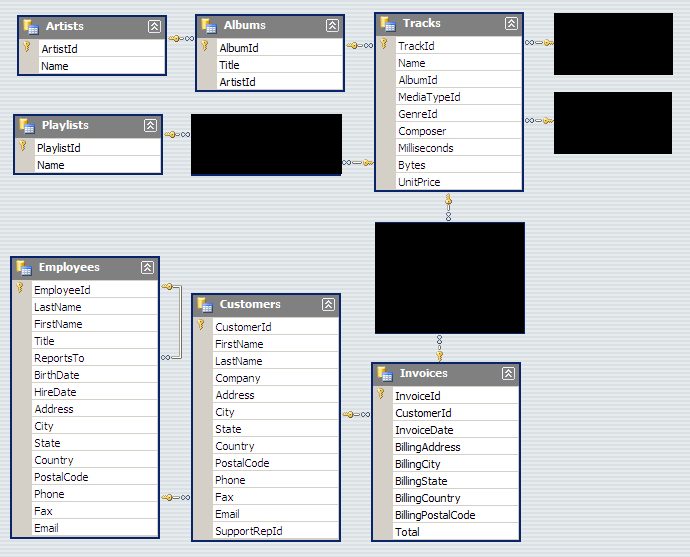 Artists
ArtistId
Name
Albums
AlbumId
Title
ArtistId
Tracks
TrackId
Name
AlbumId
MediaTypeId
GenreId
Composer
Milliseconds
Bytes
UnitPrice
Playlists
PlaylistId
Name
Employees
EmployeeId
LastName
FirstName
Title
ReportsTo
BirthDate
HireDate
Address
City
State
Country
PostalCode
Phone
Fax
Email
Customers
CustomerId
FirstName
LastName
Company
Address
City
State
Country
PostalCode
Phone
Fax
Email
SupportRepId
Invoices
InvoiceId
CustomerId
InvoiceDate
BillingAddress
BillingCity
BillingState
BillingCountry
BillingPostalCode
Total